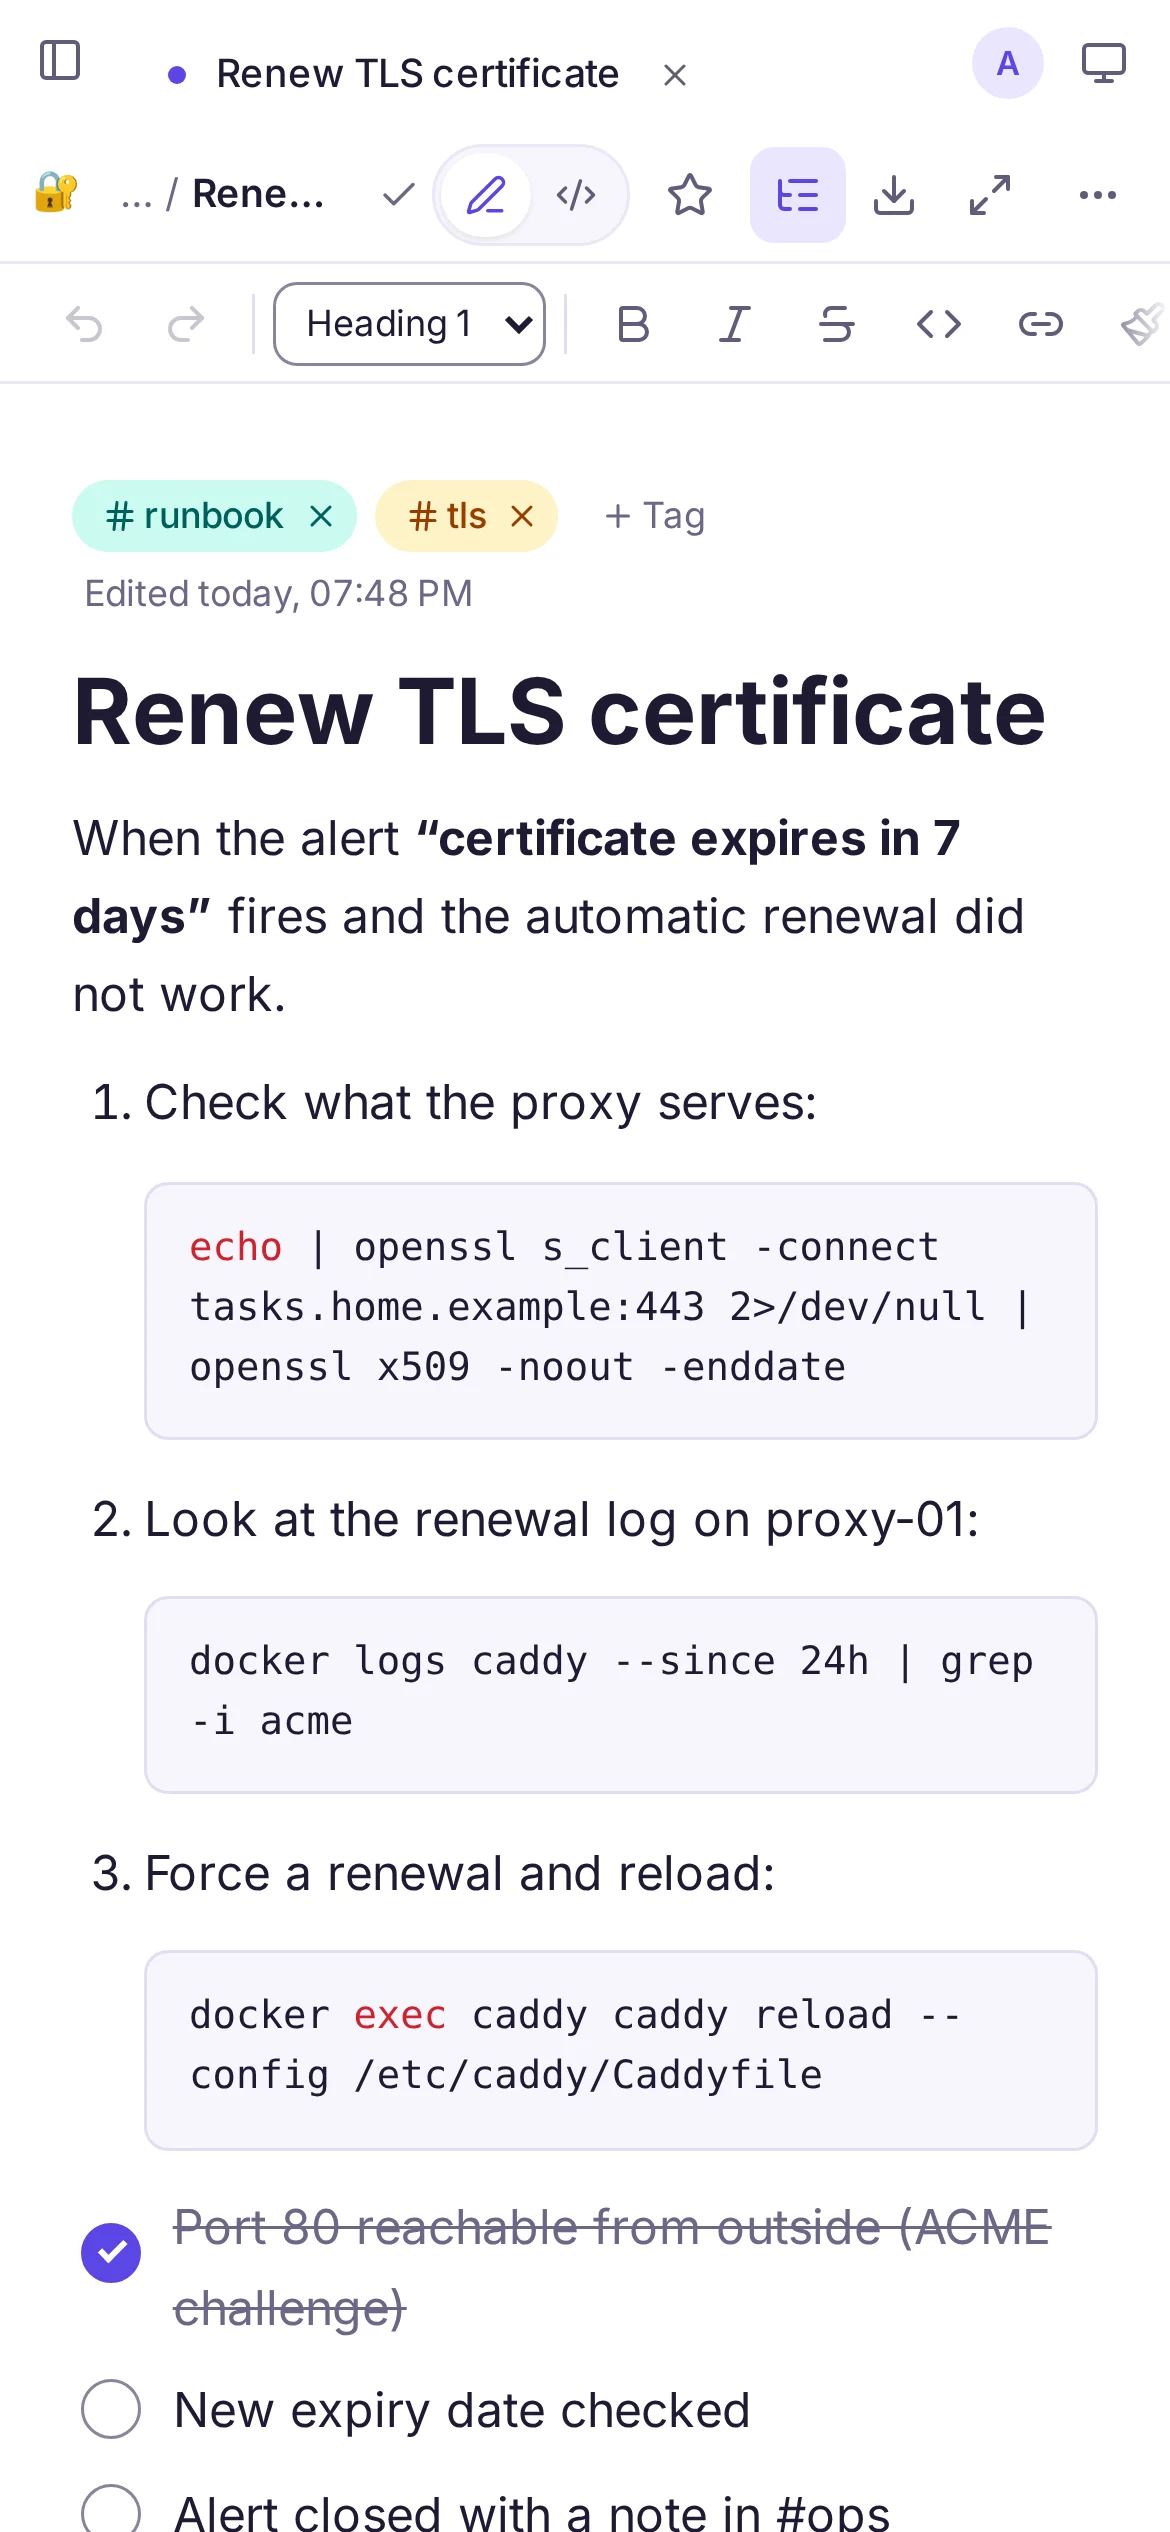 Renew TLS certificate
A
... / Rene...
Heading 1
# runbook
# tls
+ Tag
Edited today, 07:48 PM
Renew TLS certificate
When the alert “certificate expires in 7
days” fires and the automatic renewal did
not work.
1. Check what the proxy serves:
echo | openssl s_client -connect
tasks.home.example:443 2>/dev/null |
openssl x509 -noout -enddate
2. Look at the renewal log on proxy-01:
docker logs caddy --since 24h | grep
-i acme
3. Force a renewal and reload:
docker exec caddy caddy reload --
config /etc/caddy/Caddyfile
Port 80 reachable from outside (ACME
challenge)
New expiry date checked
Alert closed with a note in #ops